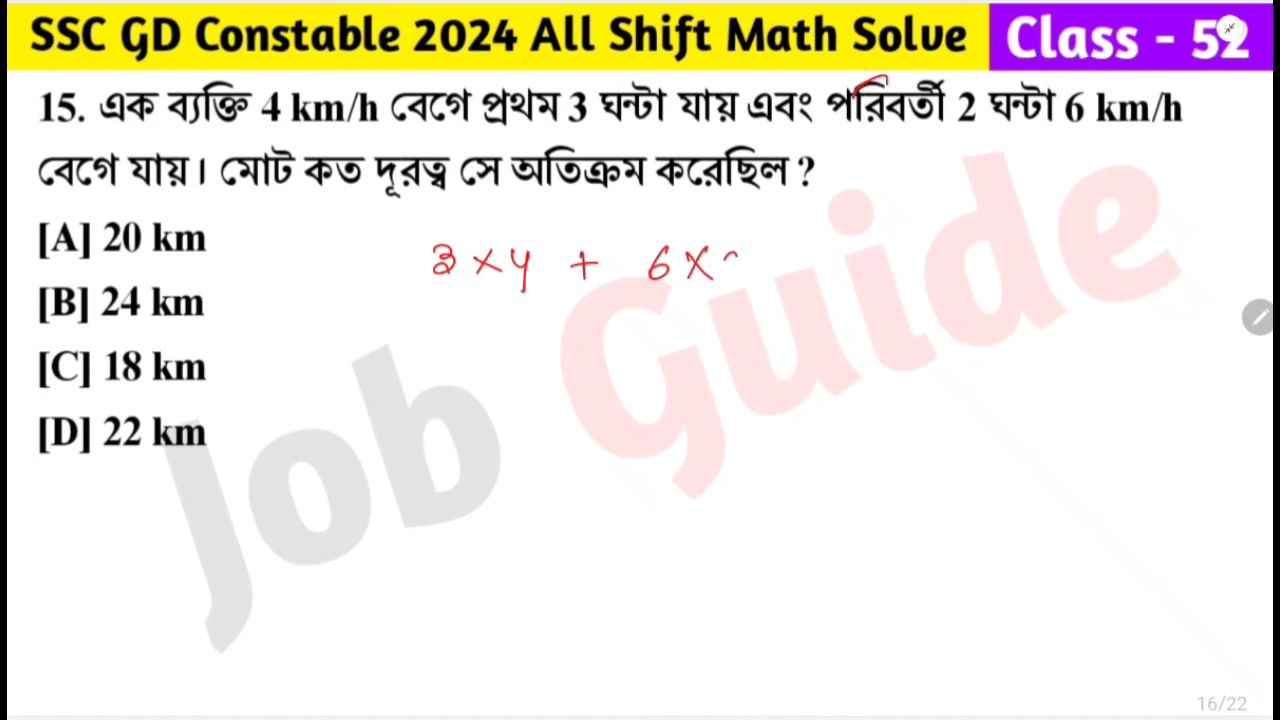 SSC GD Constable 2024 All Shift Math Solve Class - 52
15. এক ব্যক্তি 4 km/h বেগে প্রথম 3 ঘন্টা যায় এবং পরিবর্তী 2 ঘন্টা 6 km/h
বেগে যায়। মোট কত দূরত্ব সে অতিক্রম করেছিল ?
[A] 20 km
3 × 4 + 6 ×
[B] 24 km
[C] 18 km
[D] 22 km
Job Guide
16/22